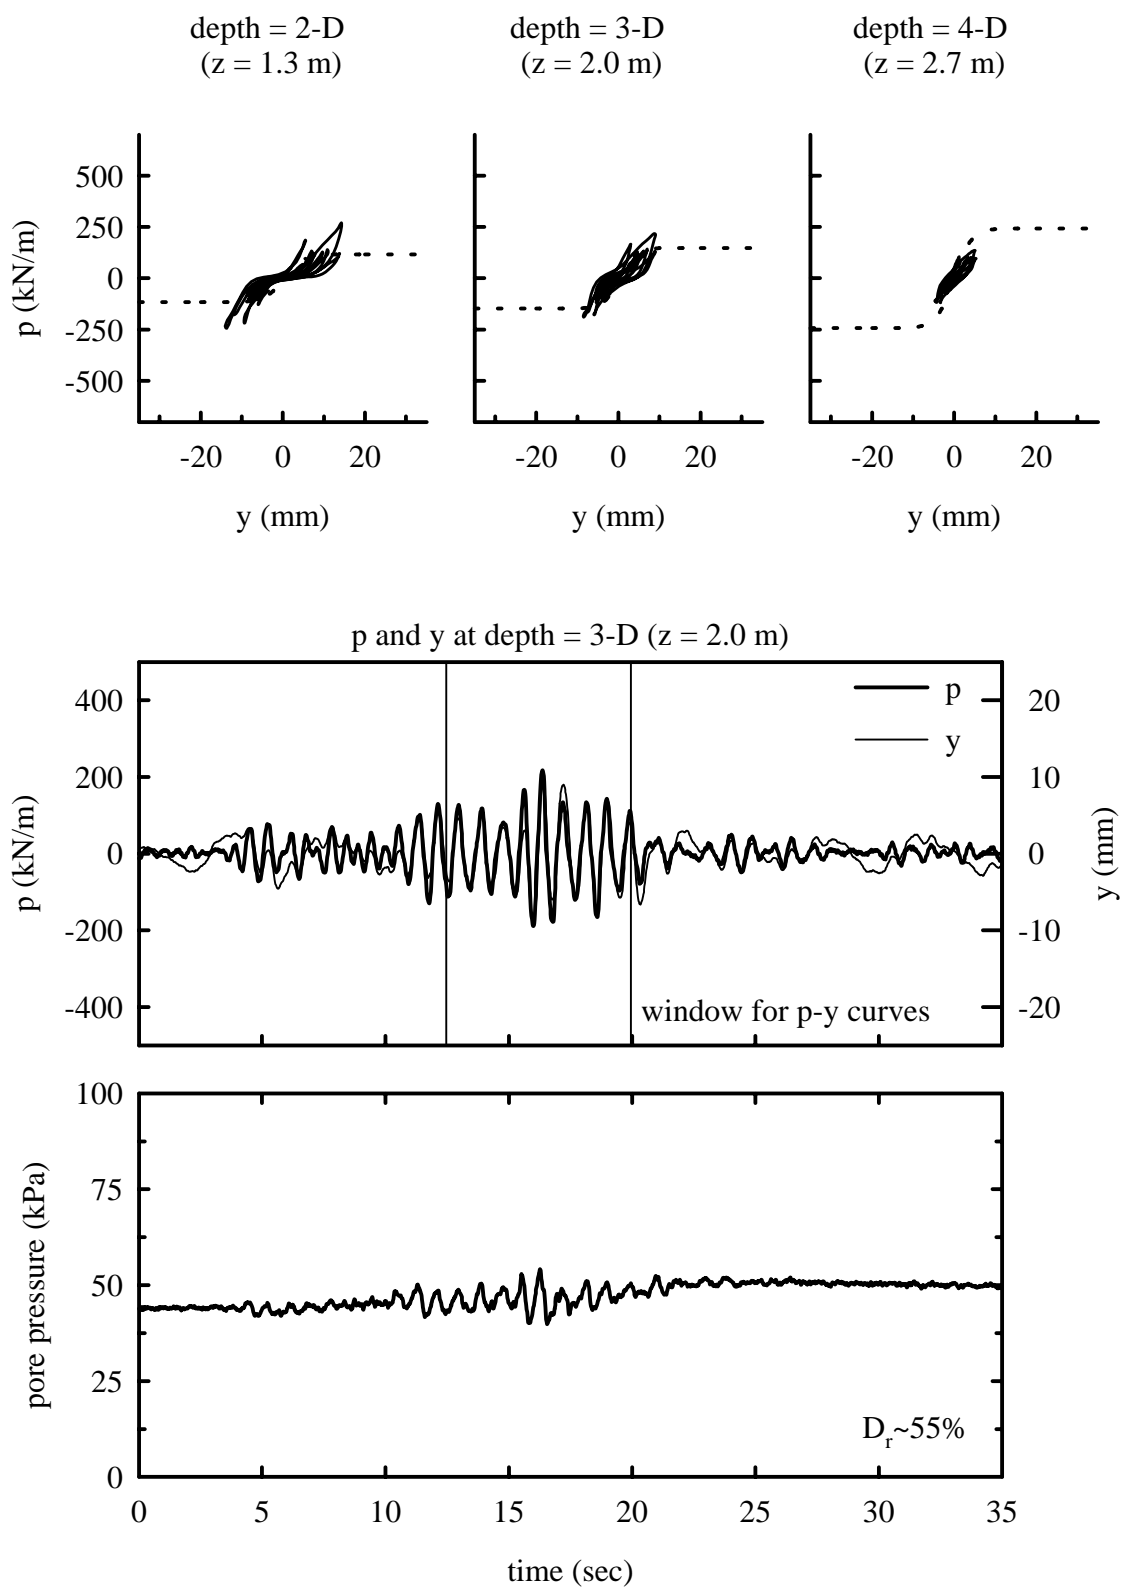 depth = 2-D
(z = 1.3 m)
depth = 3-D
(z = 2.0 m)
depth = 4-D
(z = 2.7 m)
p (kN/m)
500
250
0
-250
-500
-20 0 20
-20 0 20
-20 0 20
y (mm)
y (mm)
y (mm)
p and y at depth = 3-D (z = 2.0 m)
p (kN/m)
400
200
0
-200
-400
p
y
window for p-y curves
20
10
0
-10
-20
y (mm)
pore pressure (kPa)
100
75
50
25
0
Dr~55%
0 5 10 15 20 25 30 35
time (sec)